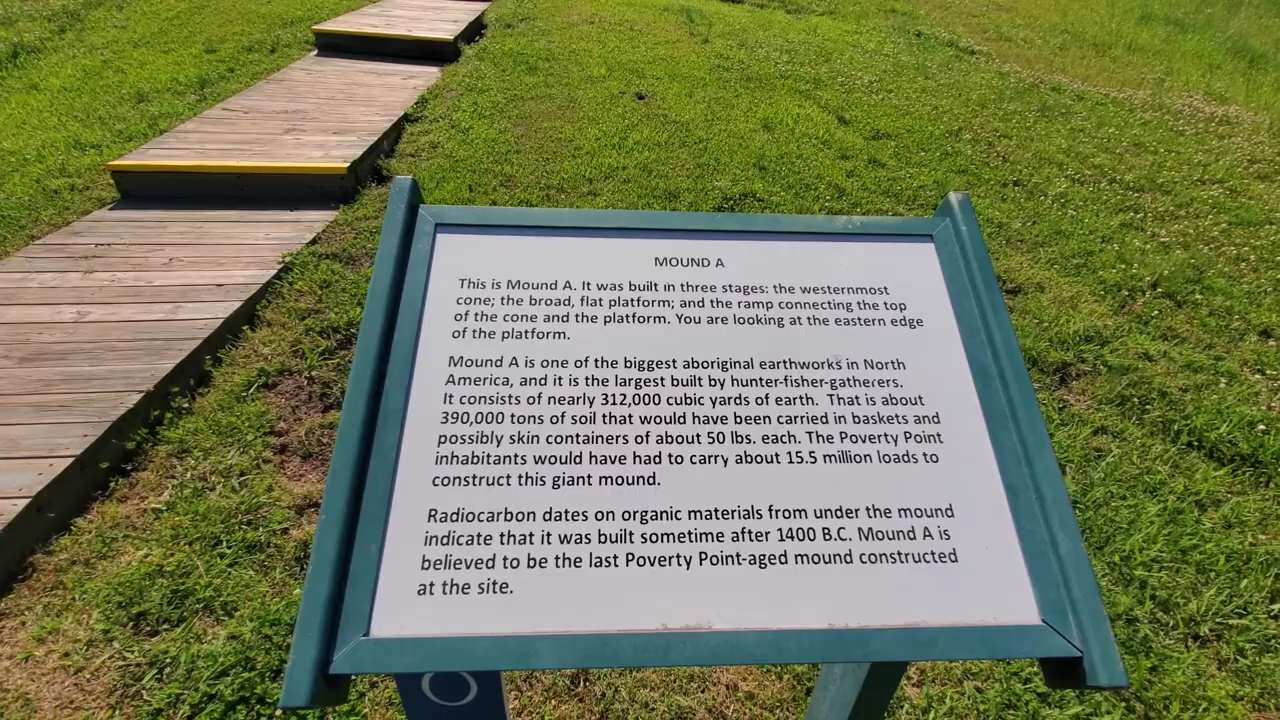 MOUND A
This is Mound A. It was built in three stages: the westernmost
cone; the broad, flat platform; and the ramp connecting the top
of the cone and the platform. You are looking at the eastern edge
of the platform.
Mound A is one of the biggest aboriginal earthworks in North
America, and it is the largest built by hunter-fisher-gatherers.
It consists of nearly 312,000 cubic yards of earth. That is about
390,000 tons of soil that would have been carried in baskets and
possibly skin containers of about 50 lbs. each. The Poverty Point
inhabitants would have had to carry about 15.5 million loads to
construct this giant mound.
Radiocarbon dates on organic materials from under the mound
indicate that it was built sometime after 1400 B.C. Mound A is
believed to be the last Poverty Point-aged mound constructed
at the site.